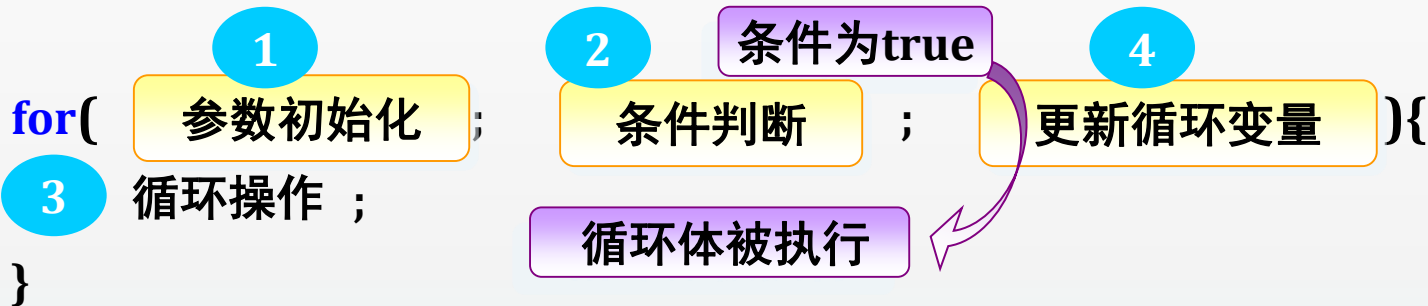 1 2 条件为true 4
for( 参数初始化 ; 条件判断 ; 更新循环变量 ){
3 循环操作 ;
循环体被执行
}